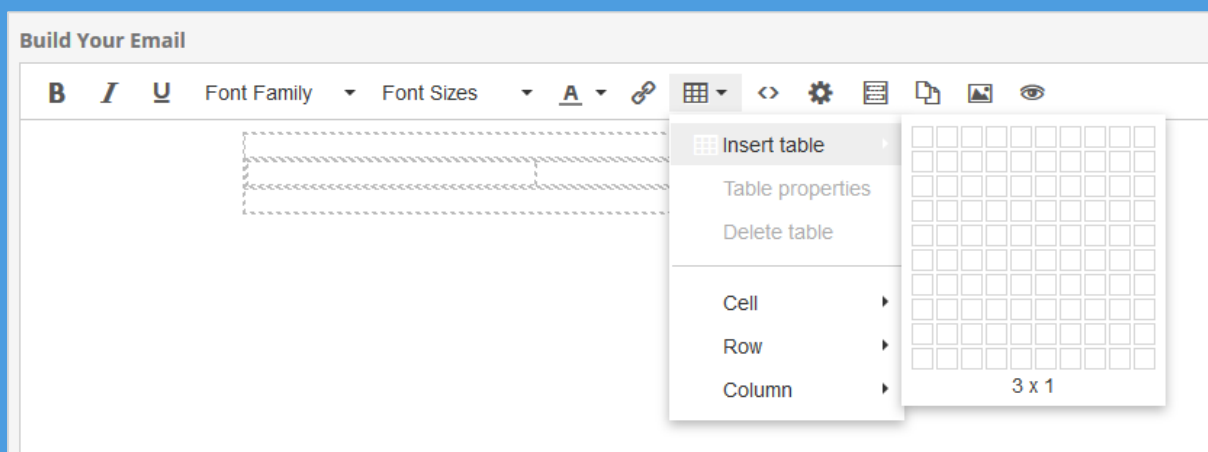 Build Your Email
B I U Font Family Font Sizes A
Insert table
Table properties
Delete table
Cell
Row
Column
3 x 1